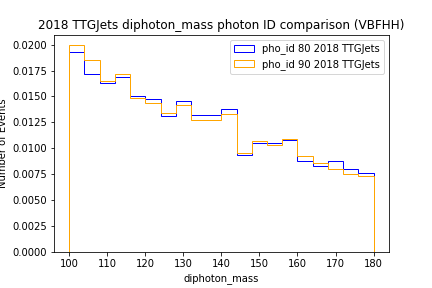 2018 TTGJets diphoton_mass photon ID comparison (VBFHH)
pho_id 80 2018 TTGJets
pho_id 90 2018 TTGJets
Number of Events
0.0200
0.0175
0.0150
0.0125
0.0100
0.0075
0.0050
0.0025
0.0000
100 110 120 130 140 150 160 170 180
diphoton_mass